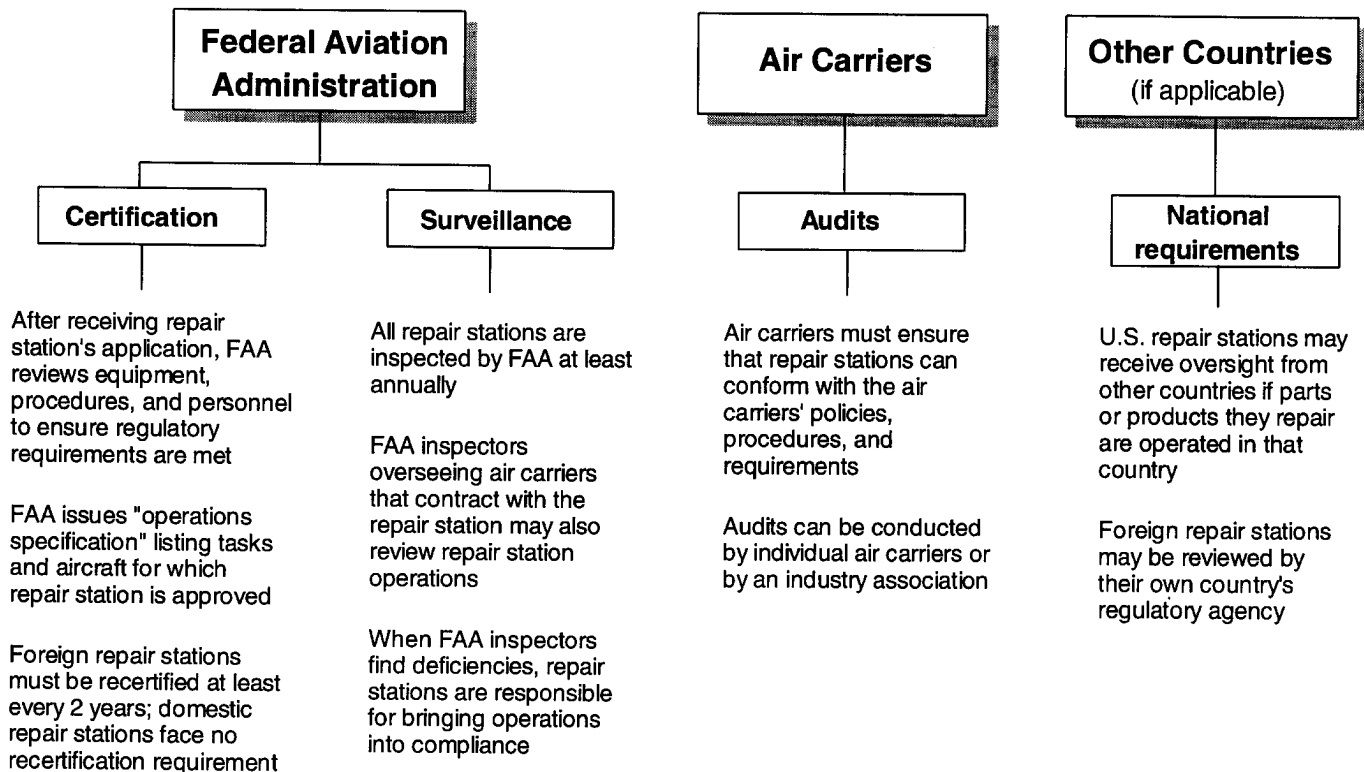 Federal Aviation
Administration
Certification
After receiving repair
station's application, FAA
reviews equipment,
procedures, and personnel
to ensure regulatory
requirements are met
FAA issues "operations
specification" listing tasks
and aircraft for which
repair station is approved
Foreign repair stations
must be recertified at least
every 2 years; domestic
repair stations face no
recertification requirement
Surveillance
All repair stations are
inspected by FAA at least
annually
FAA inspectors
overseeing air carriers
that contract with the
repair station may also
review repair station
operations
When FAA inspectors
find deficiencies, repair
stations are responsible
for bringing operations
into compliance
Air Carriers
Audits
Air carriers must ensure
that repair stations can
conform with the air
carriers' policies,
procedures, and
requirements
Audits can be conducted
by individual air carriers or
by an industry association
Other Countries
(if applicable)
National
requirements
U.S. repair stations may
receive oversight from
other countries if parts
or products they repair
are operated in that
country
Foreign repair stations
may be reviewed by
their own country's
regulatory agency